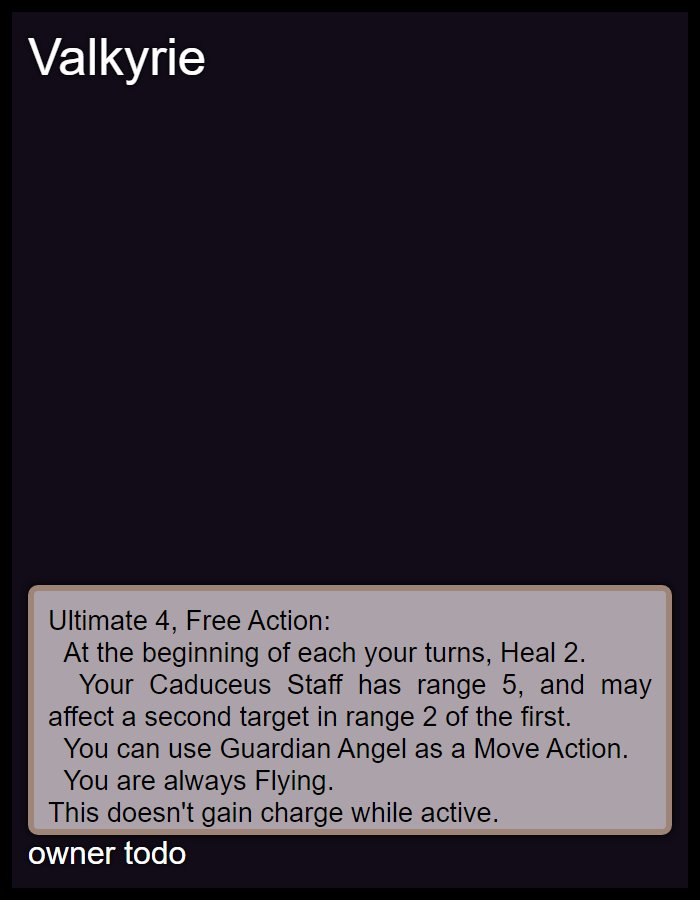 Valkyrie
Ultimate 4, Free Action:
At the beginning of each your turns, Heal 2.
Your Caduceus Staff has range 5, and may
affect a second target in range 2 of the first.
You can use Guardian Angel as a Move Action.
You are always Flying.
This doesn't gain charge while active.
owner todo